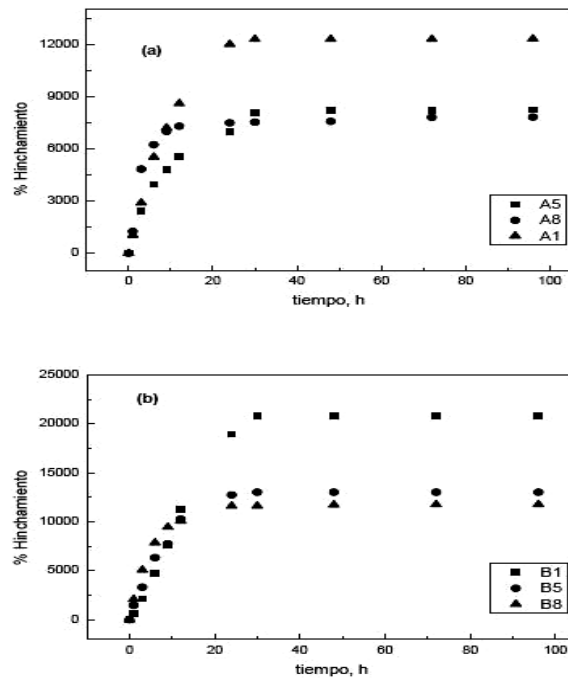 (a)
12000
9000
6000
3000
0
% Hinchamiento
A5
A8
A1
0 20 40 60 80 100
tiempo, h
(b)
25000
20000
15000
10000
5000
0
% Hinchamiento
B1
B5
B8
0 20 40 60 80 100
tiempo, h